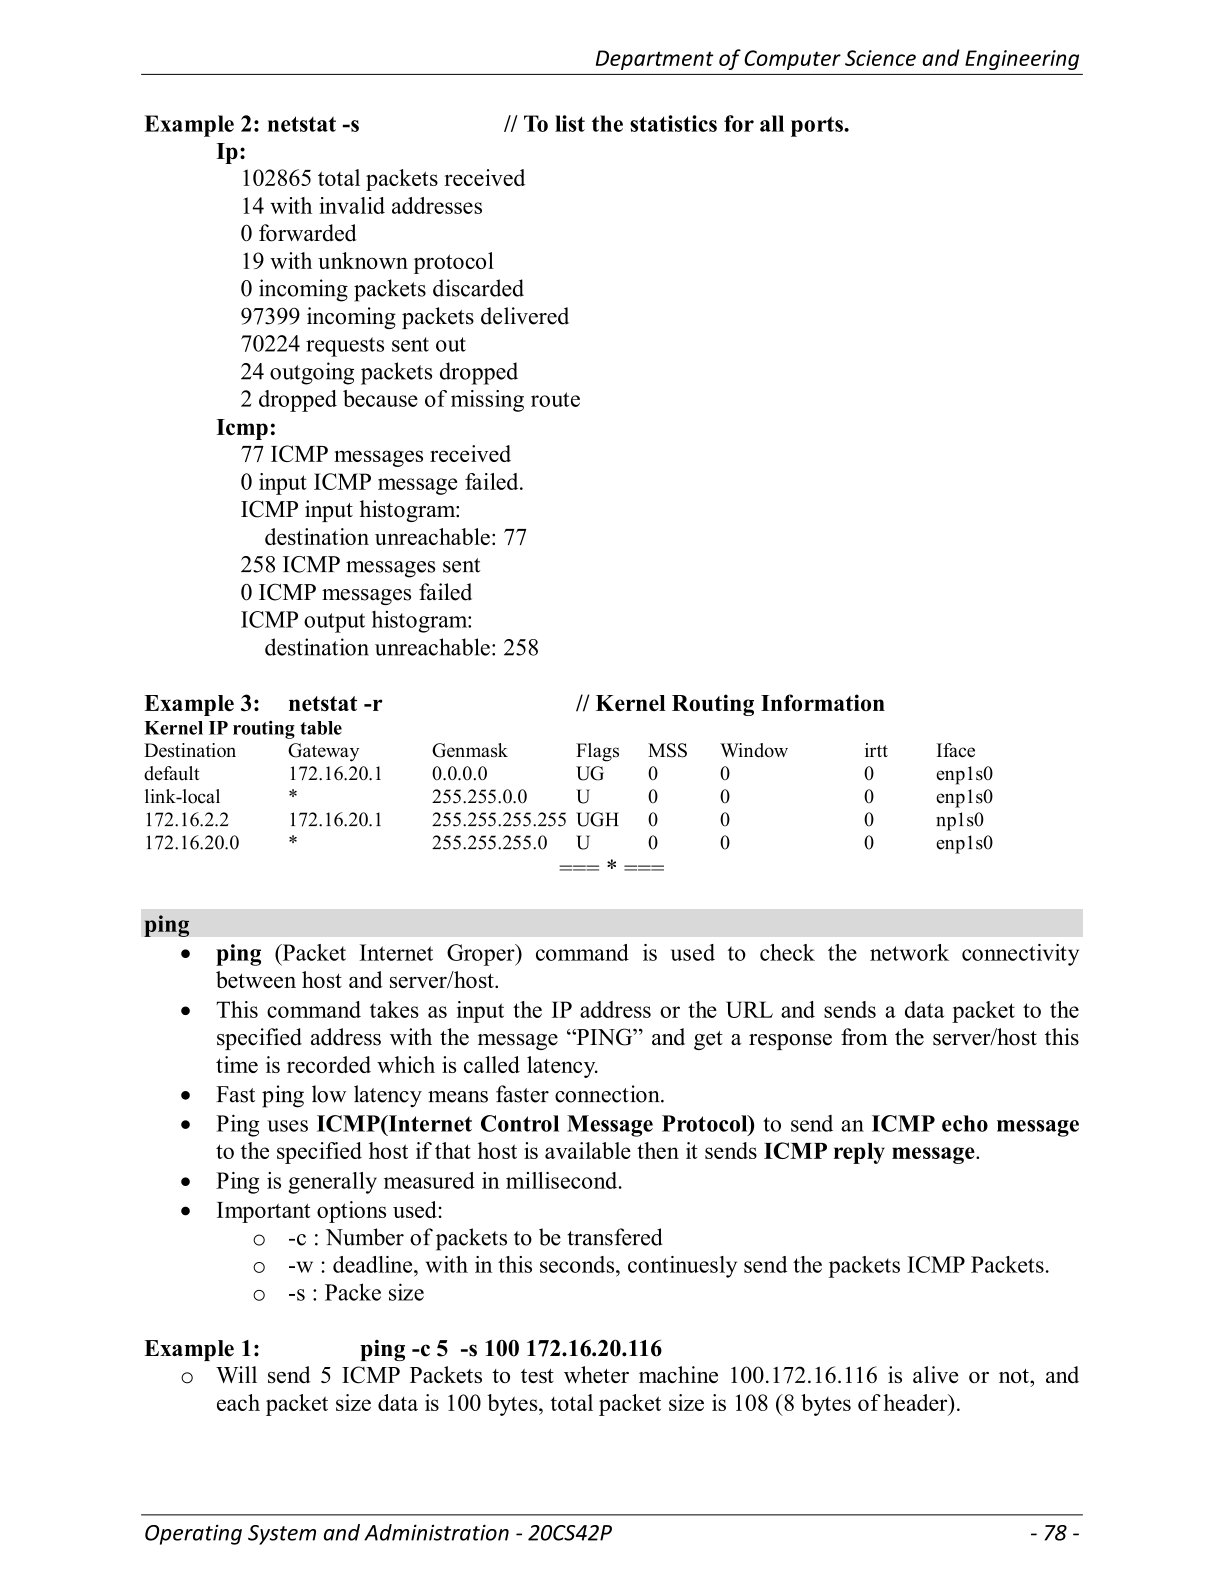 Department of Computer Science and Engineering
Example 2: netstat -s // To list the statistics for all ports.
Ip:
102865 total packets received
14 with invalid addresses
0 forwarded
19 with unknown protocol
0 incoming packets discarded
97399 incoming packets delivered
70224 requests sent out
24 outgoing packets dropped
2 dropped because of missing route
Icmp:
77 ICMP messages received
0 input ICMP message failed.
ICMP input histogram:
destination unreachable: 77
258 ICMP messages sent
0 ICMP messages failed
ICMP output histogram:
destination unreachable: 258
Example 3: netstat -r // Kernel Routing Information
Kernel IP routing table
Destination Gateway Genmask Flags MSS Window irtt Iface
default 172.16.20.1 0.0.0.0 UG 0 0 0 enp1s0
link-local * 255.255.0.0 U 0 0 0 enp1s0
172.16.2.2 172.16.20.1 255.255.255.255 UGH 0 0 0 np1s0
172.16.20.0 * 255.255.255.0 U 0 0 0 enp1s0
=== * ===
ping
• ping (Packet Internet Groper) command is used to check the network connectivity
between host and server/host.
• This command takes as input the IP address or the URL and sends a data packet to the
specified address with the message “PING” and get a response from the server/host this
time is recorded which is called latency.
• Fast ping low latency means faster connection.
• Ping uses ICMP(Internet Control Message Protocol) to send an ICMP echo message
to the specified host if that host is available then it sends ICMP reply message.
• Ping is generally measured in millisecond.
• Important options used:
o -c : Number of packets to be transfered
o -w : deadline, with in this seconds, continuesly send the packets ICMP Packets.
o -s : Packe size
Example 1: ping -c 5 -s 100 172.16.20.116
o Will send 5 ICMP Packets to test wheter machine 100.172.16.116 is alive or not, and
each packet size data is 100 bytes, total packet size is 108 (8 bytes of header).
Operating System and Administration - 20CS42P - 78 -